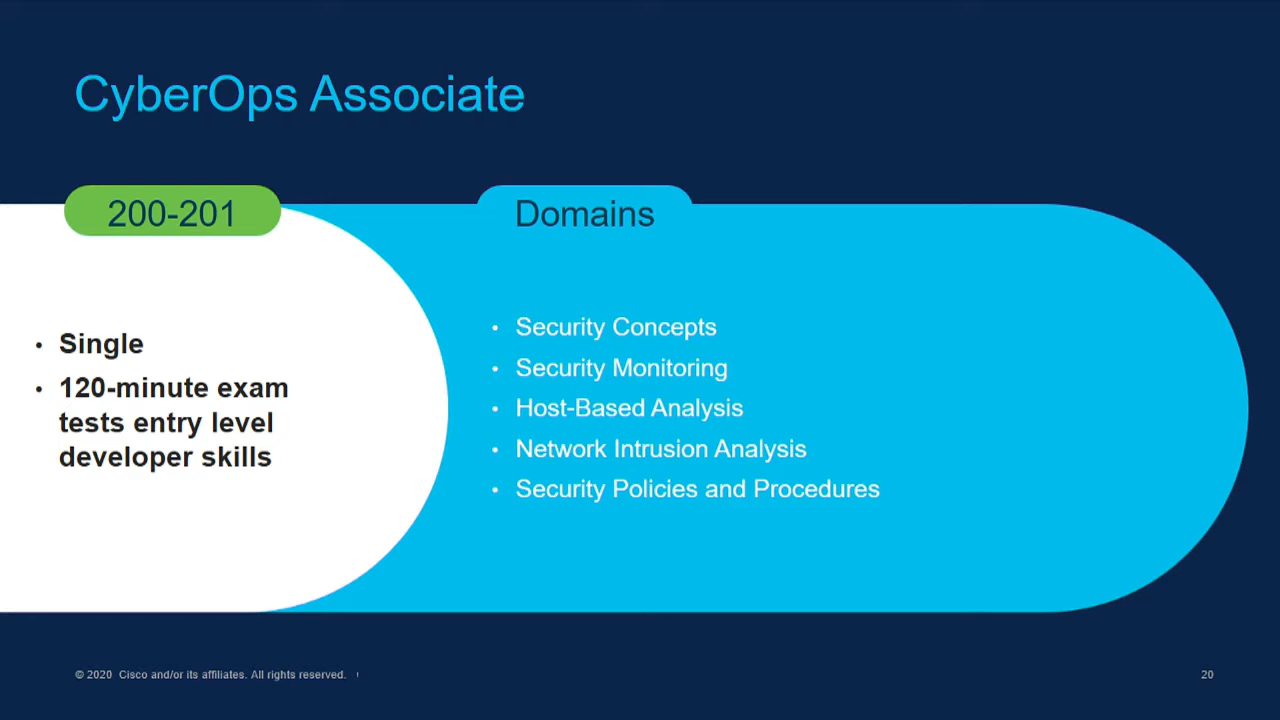 CyberOps Associate
200-201
Domains
• Single
• 120-minute exam
tests entry level
developer skills
• Security Concepts
• Security Monitoring
• Host-Based Analysis
• Network Intrusion Analysis
• Security Policies and Procedures
© 2020 Cisco and/or its affiliates. All rights reserved.
20